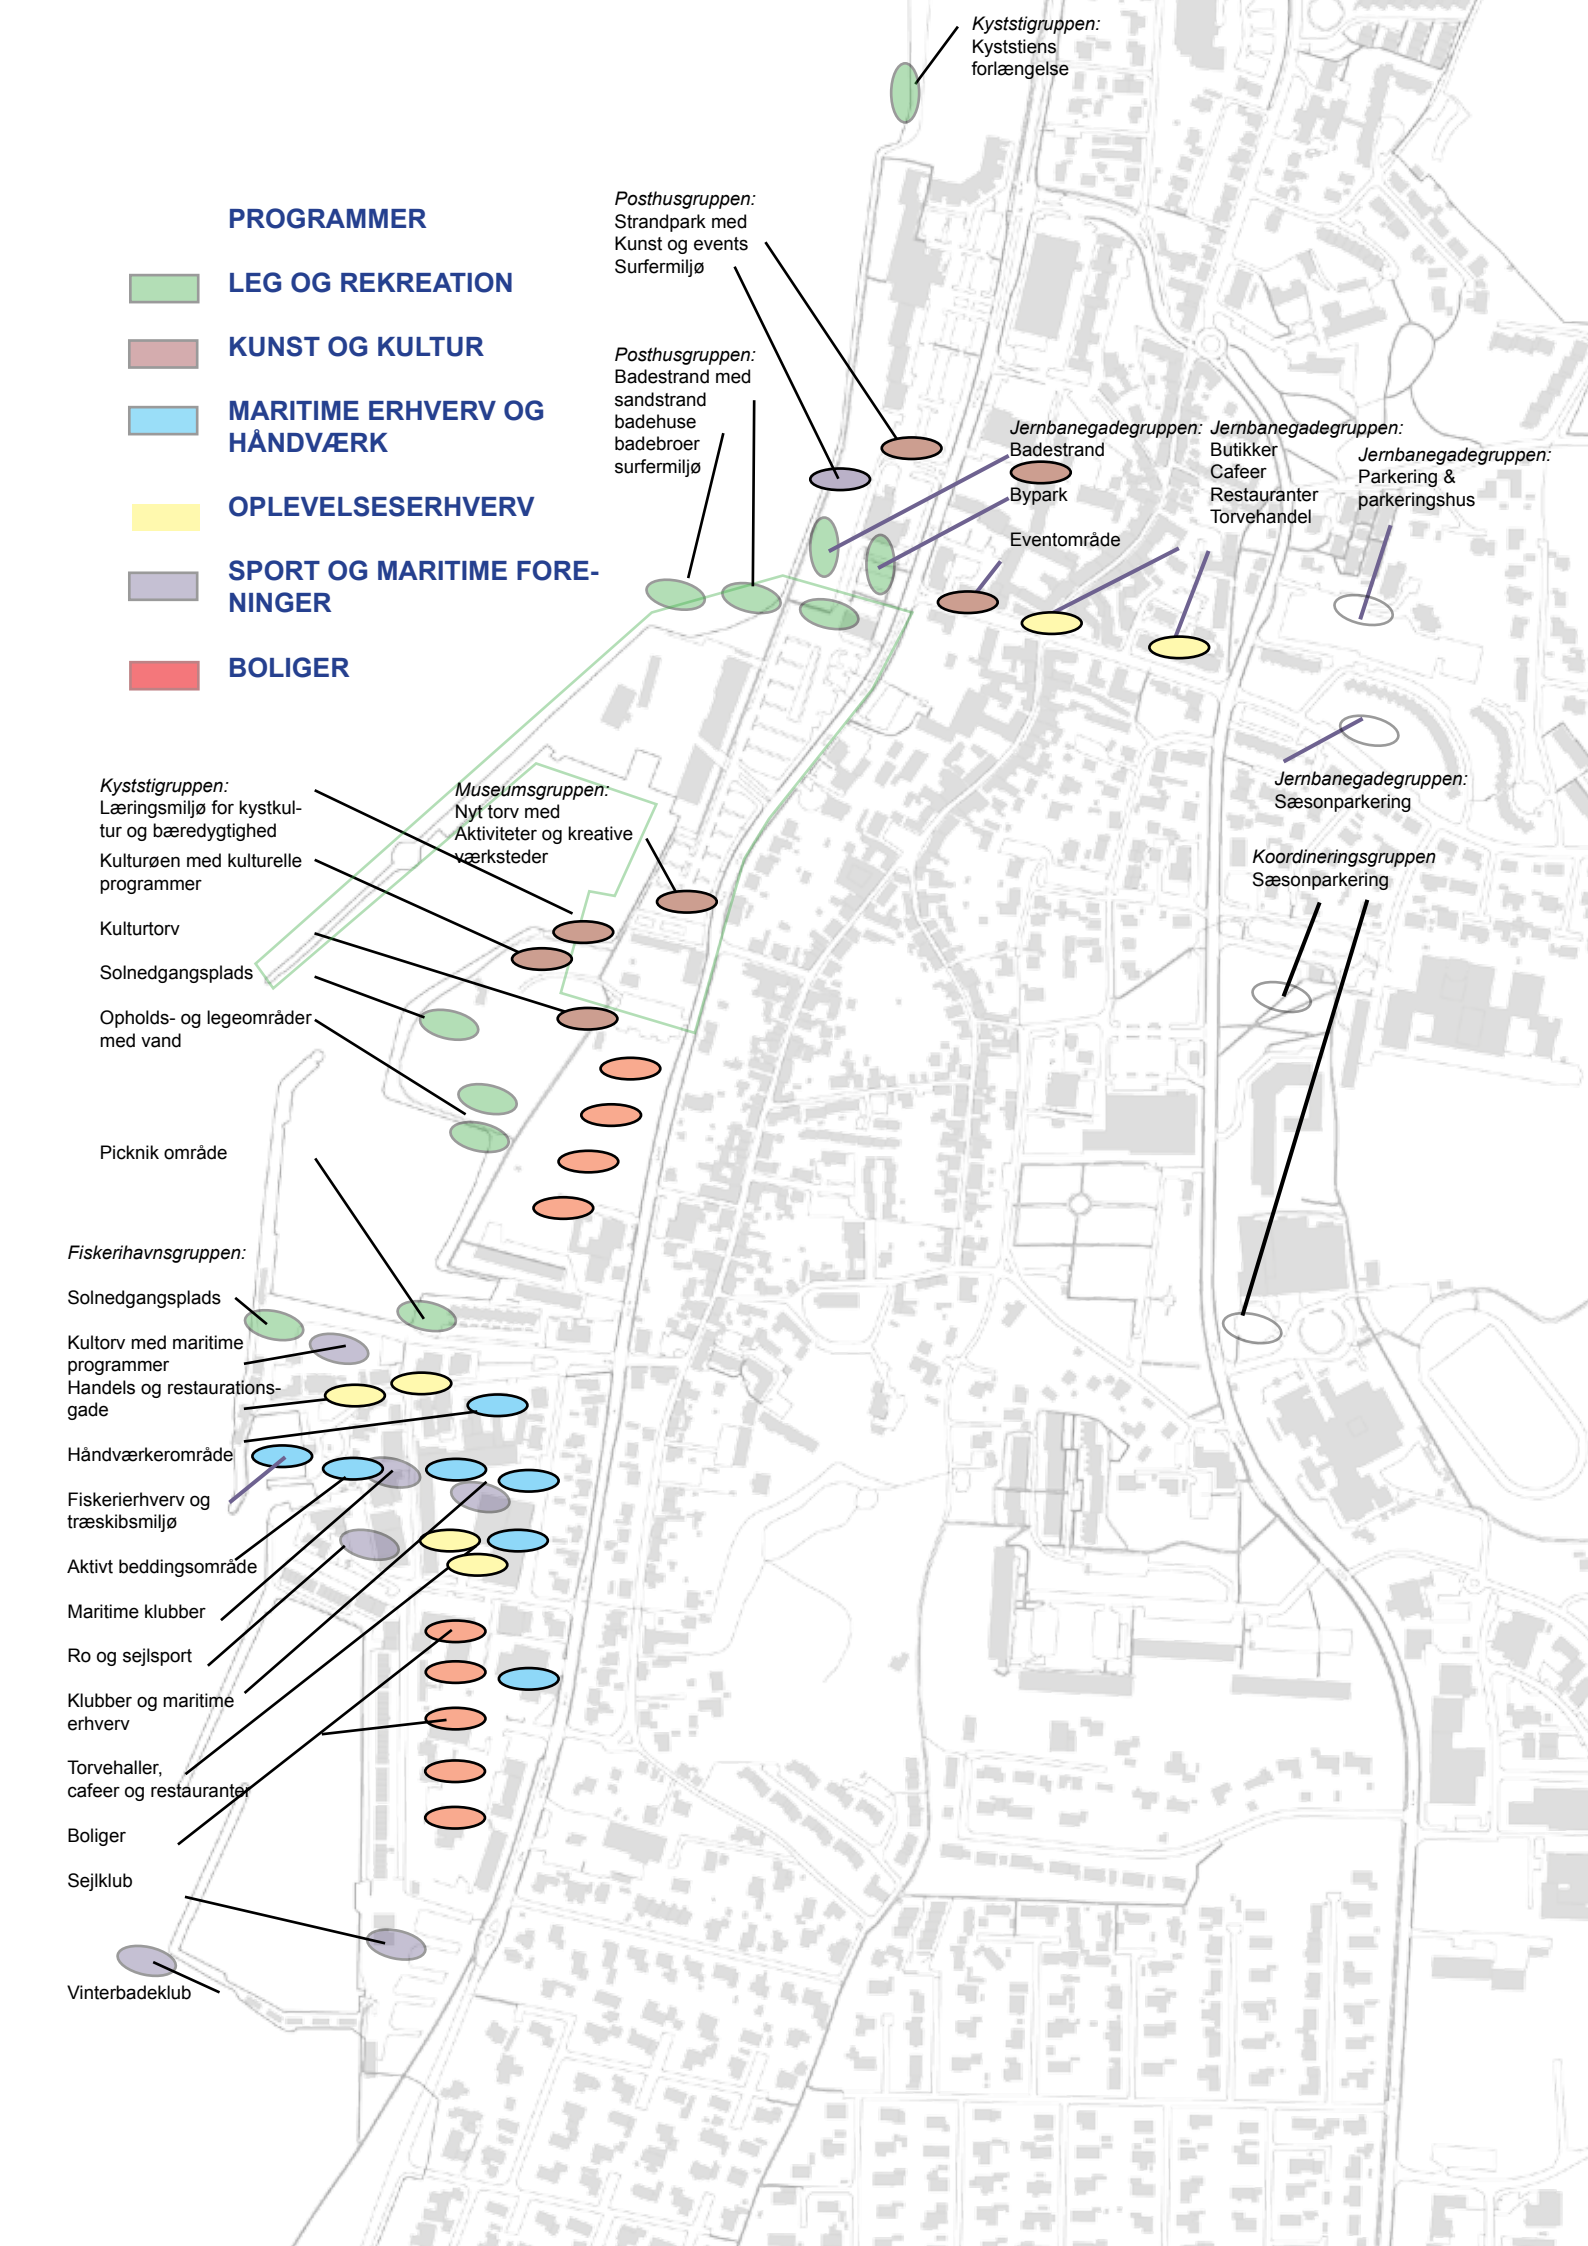 Kyststigruppen:
Kyststiens
forlængelse
PROGRAMMER
LEG OG REKREATION
KUNST OG KULTUR
MARITIME ERHVERV OG
HÅNDVÆRK
OPLEVELSESERHVERV
SPORT OG MARITIME FORE-
NINGER
BOLIGER
Posthusgruppen:
Strandpark med
Kunst og events
Surfermiljø
Posthusgruppen:
Badestrand med
sandstrand
badehuse
badebroer
surfermiljø
Jernbanegadegruppen:
Badestrand
Bypark
Eventområde
Jernbanegadegruppen:
Butikker
Cafeer
Restauranter
Torvehandel
Jernbanegadegruppen:
Parkering &
parkeringshus
Jernbanegadegruppen:
Sæsonparkering
Koordineringsgruppen
Sæsonparkering
Kyststigruppen:
Læringsmiljø for kystkul-
tur og bæredygtighed
Kulturøen med kulturelle
programmer
Kulturtorv
Solnedgangsplads
Opholds- og legeområder
med vand
Picknik område
Museumsgruppen:
Nyt torv med
Aktiviteter og kreative
værksteder
Fiskerihavnsgruppen:
Solnedgangsplads
Kultorv med maritime
programmer
Handels og restaurations-
gade
Håndværkerområde
Fiskerierhverv og
træskibsmiljø
Aktivt beddingsområde
Maritime klubber
Ro og sejlsport
Klubber og maritime
erhverv
Torvehaller,
cafeer og restauranter
Boliger
Sejlklub
Vinterbadeklub